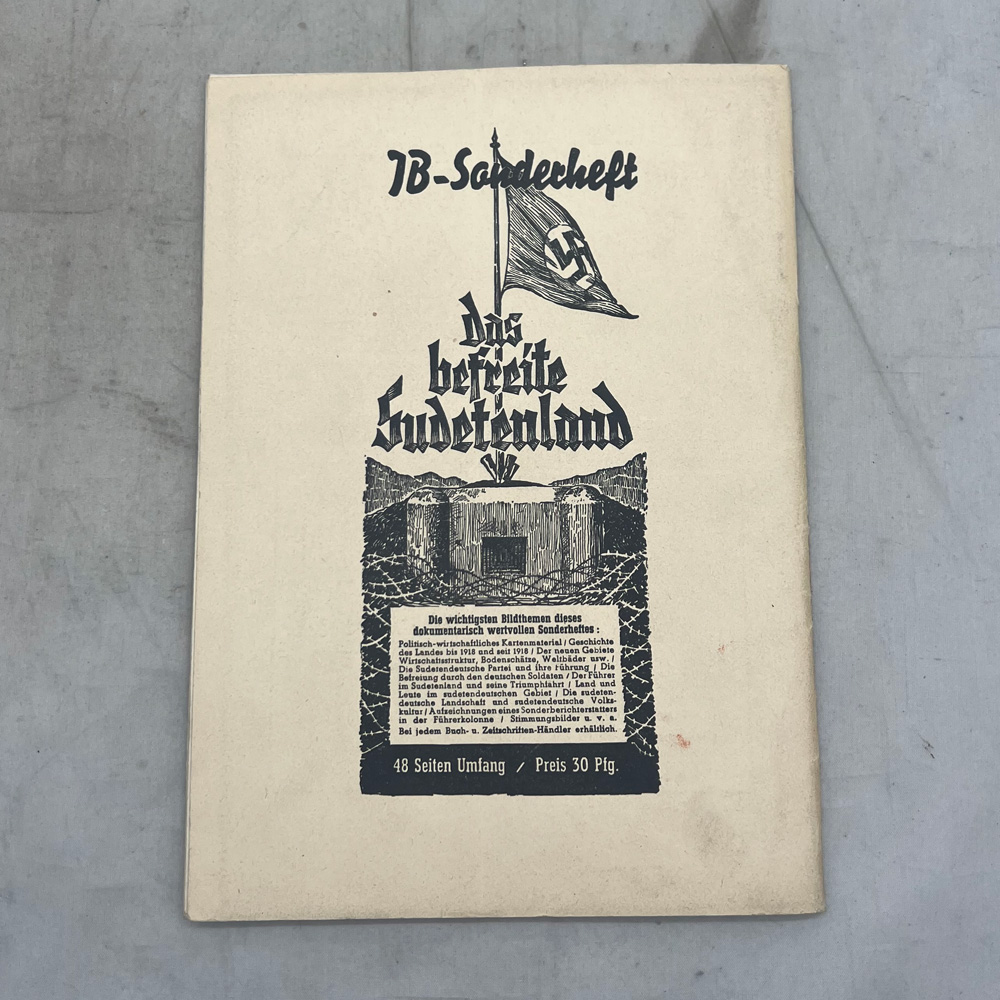 IB-Sonderheft
das
befreite
Sudetenland
Die wichtigsten Bildthemen dieses
dokumentarisch wertvollen Sonderheftes :
Politisch-wirtschaftliches Kartenmaterial / Geschichte
des Landes bis 1918 und seit 1918 / Der neuen Gebiete
Wirtschaftsstruktur, Bodenschätze, Weltbäder usw. /
Die Sudetendeutsche Partei und ihre Führung / Die
Befreiung durch den deutschen Soldaten / Der Führer
im Sudetenland und seine Triumphfahrt / Land und
Leute im sudetendeutschen Gebiet / Die sudeten-
deutsche Landschaft und sudetendeutsche Volks-
kultur / Aufzeichnungen eines Sonderberichterstatters
in der Führerkolonne / Stimmungsbilder u. v. a.
Bei jedem Buch- u. Zeitschriften-Händler erhältlich.
48 Seiten Umfang / Preis 30 Pfg.